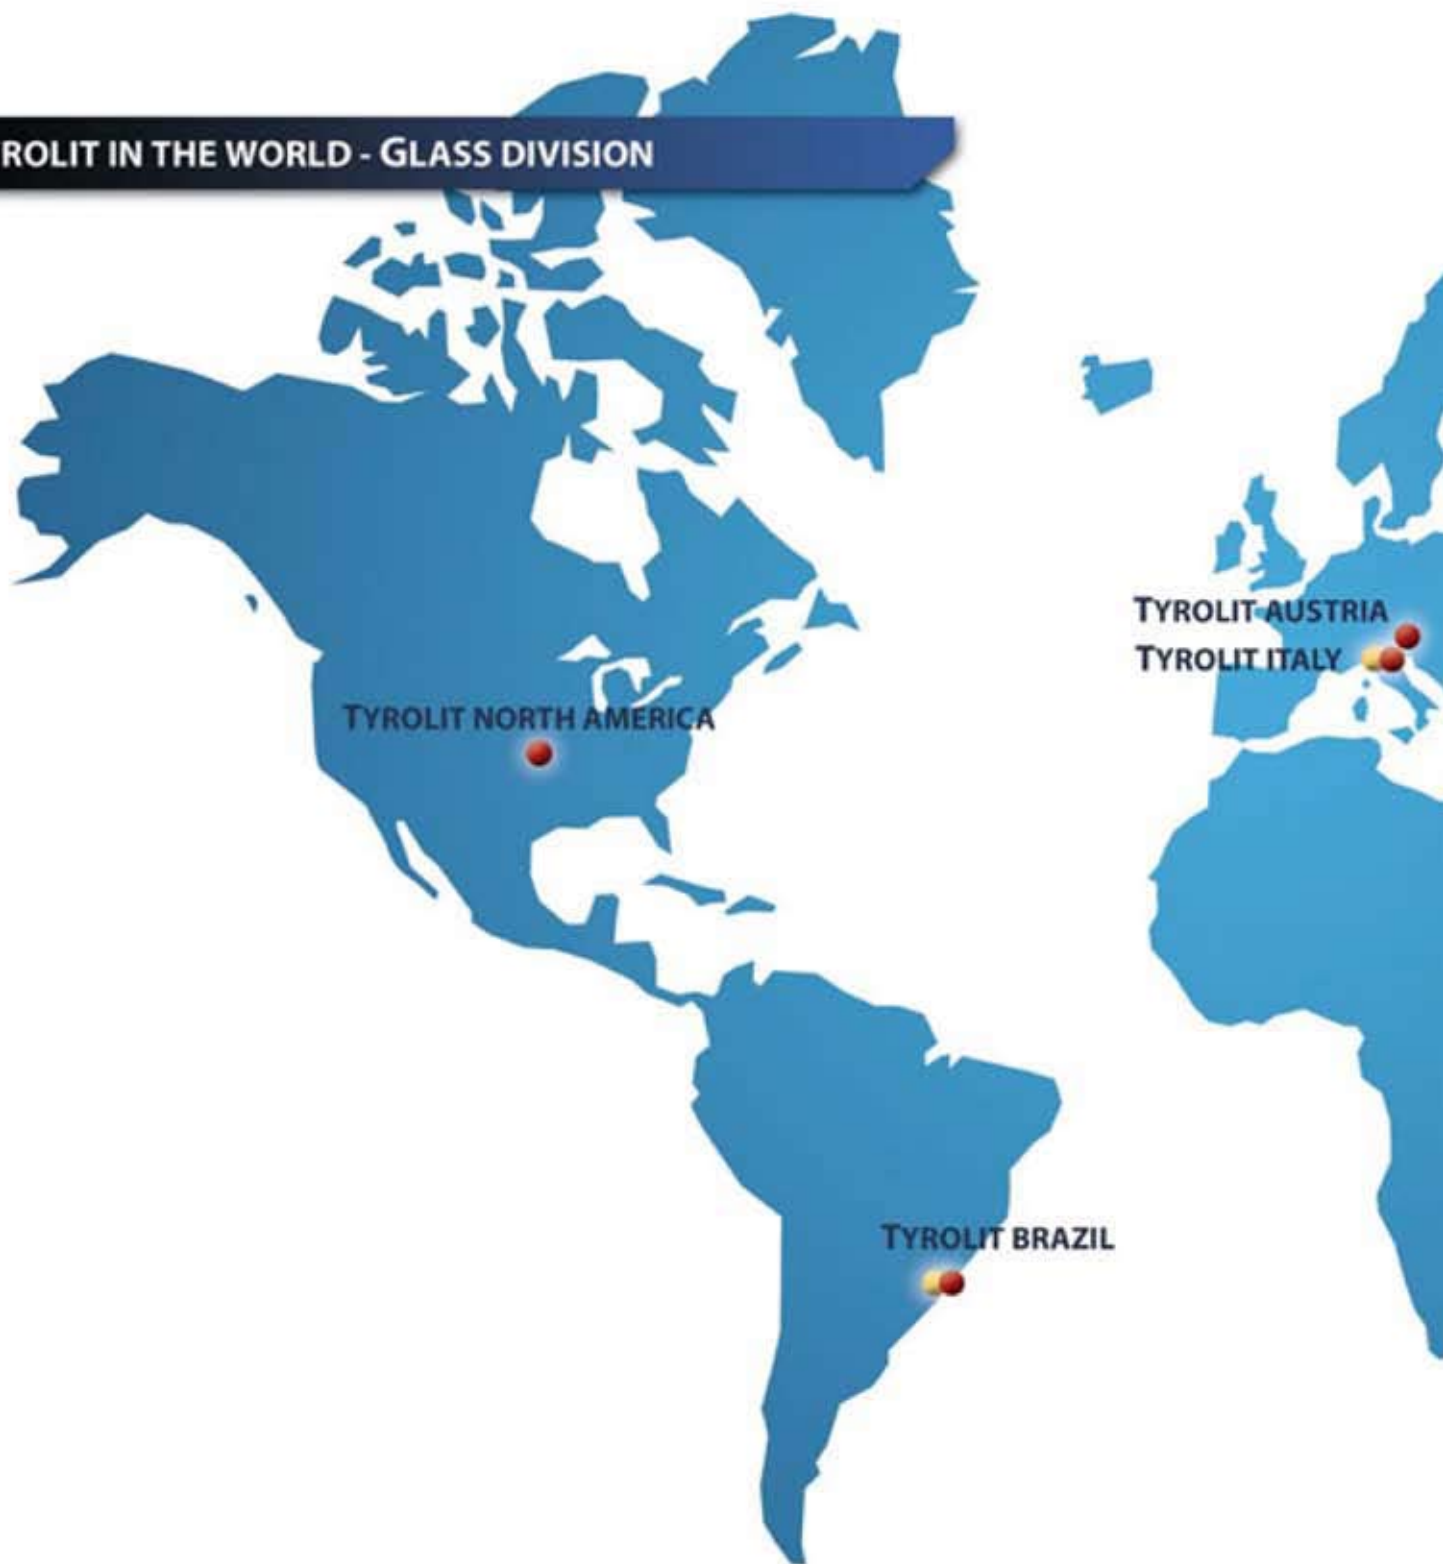 ROLIT IN THE WORLD - GLASS DIVISION
TYROLIT AUSTRIA
TYROLIT ITALY
TYROLIT NORTH AMERICA
TYROLIT BRAZIL